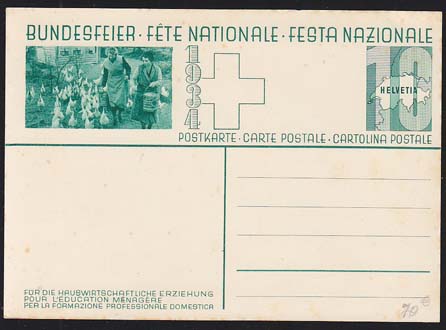 BUNDESFEIER · FÊTE NATIONALE · FESTA NAZIONALE
1934
10
HELVETIA
POSTKARTE · CARTE POSTALE · CARTOLINA POSTALE
FÜR DIE HAUSWIRTSCHAFTLICHE ERZIEHUNG
POUR L'EDUCATION MÉNAGÈRE
PER LA FORMAZIONE PROFESSIONALE DOMESTICA
70€